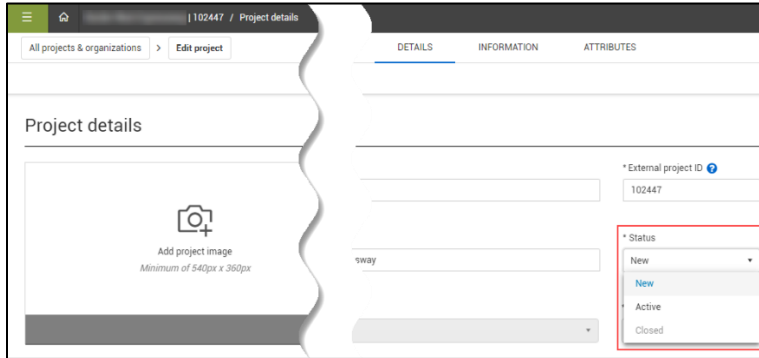 | 102447 / Project details
All projects & organizations > Edit project
DETAILS INFORMATION ATTRIBUTES
Project details
* External project ID ?
102447
Add project image
Minimum of 540px x 360px
* Status
sway
New
New
Active
Closed